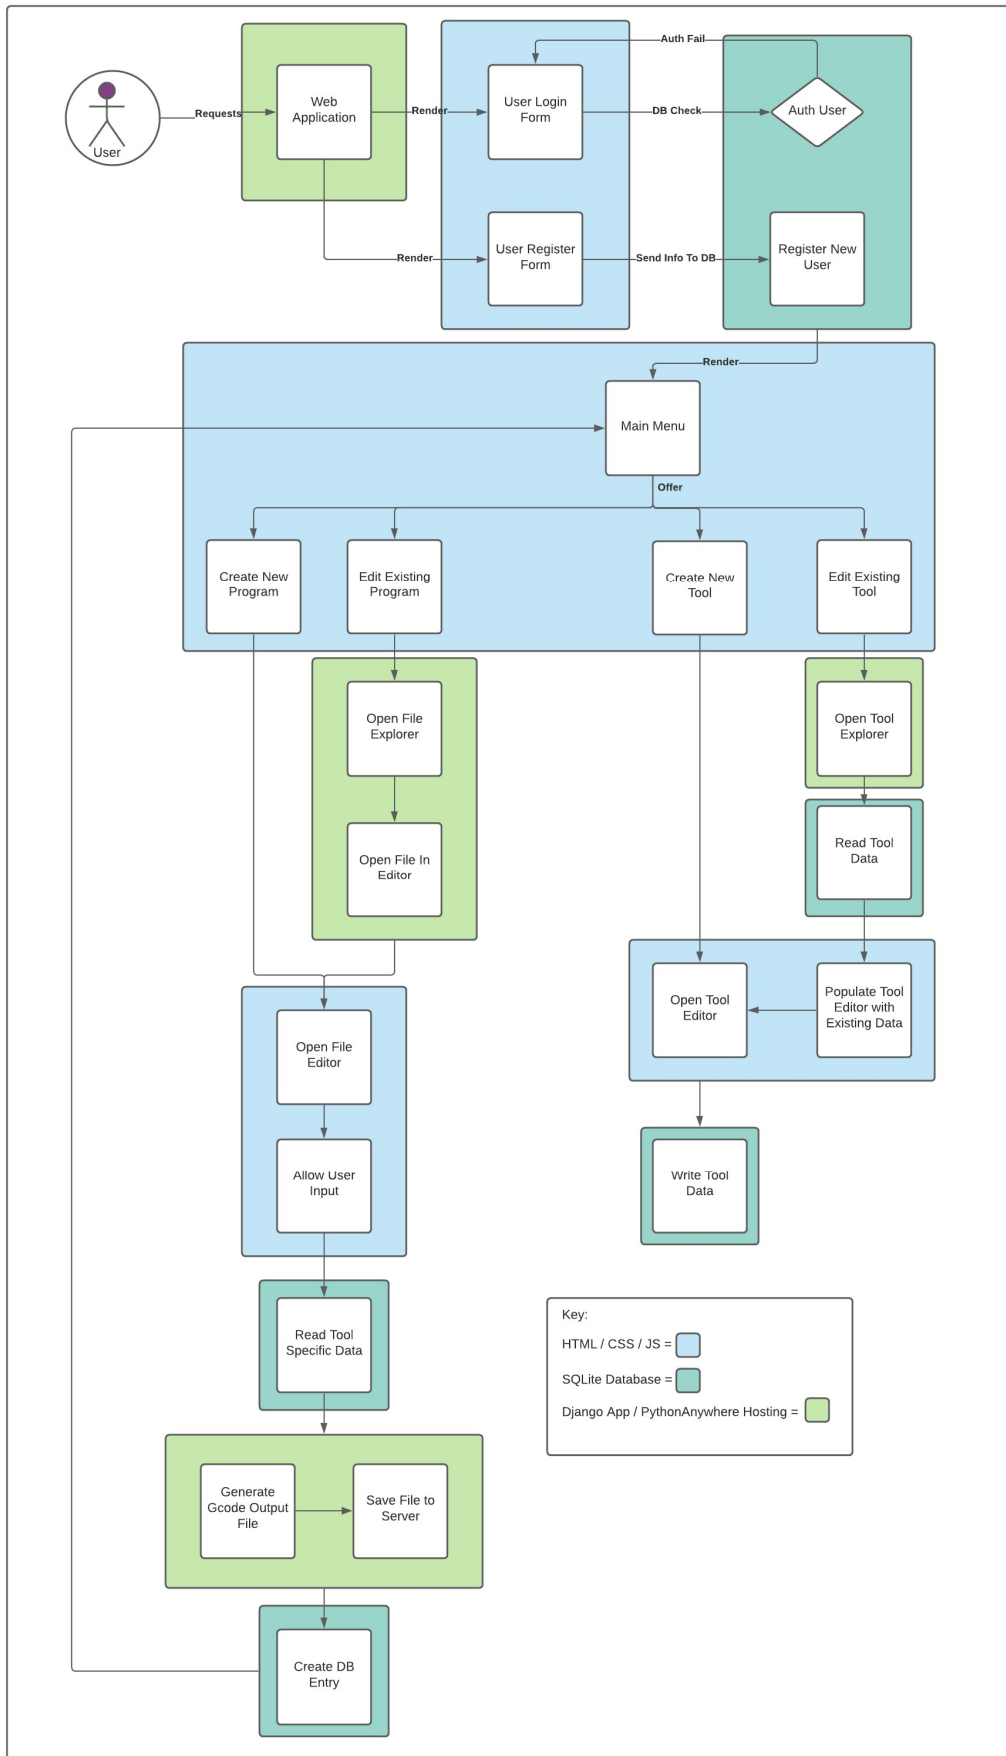 Auth Fail
User
Requests
Web
Application
Render
User Login
Form
DB Check
Auth User
Render
User Register
Form
Send Info To DB
Register New
User
Render
Main Menu
Offer
Create New
Program
Edit Existing
Program
Create New
Tool
Edit Existing
Tool
Open File
Explorer
Open Tool
Explorer
Open File In
Editor
Read Tool
Data
Open Tool
Editor
Populate Tool
Editor with
Existing Data
Open File
Editor
Allow User
Input
Write Tool
Data
Read Tool
Specific Data
Key:
HTML / CSS / JS =
SQLite Database =
Django App / PythonAnywhere Hosting =
Generate
Gcode Output
File
Save File to
Server
Create DB
Entry